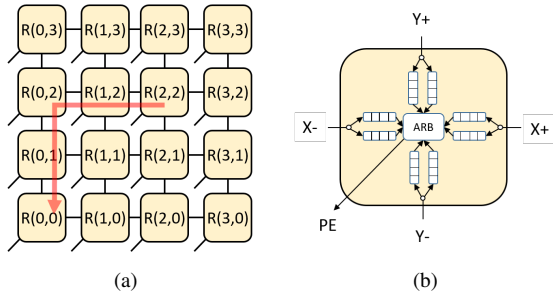 R(0,3) R(1,3) R(2,3) R(3,3)
R(0,2) R(1,2) R(2,2) R(3,2)
R(0,1) R(1,1) R(2,1) R(3,1)
R(0,0) R(1,0) R(2,0) R(3,0)
(a)
Y+
X- ARB X+
PE
Y-
(b)